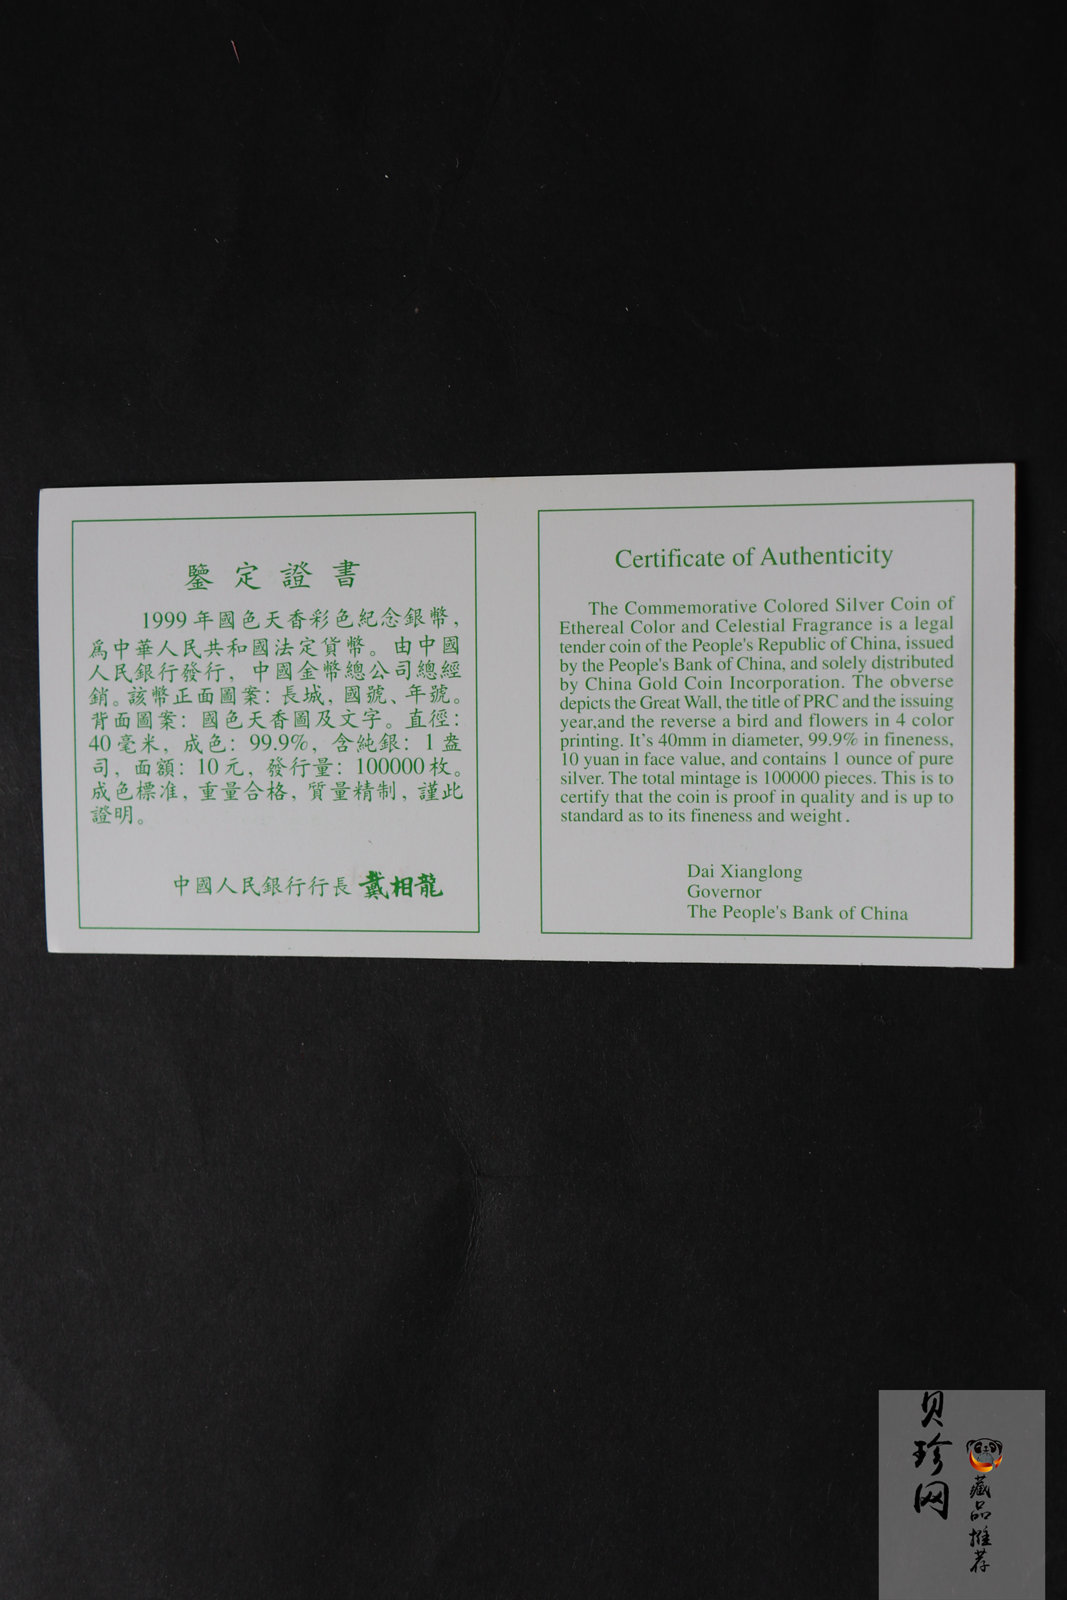 鑒定證書
1999年國色天香彩色紀念銀幣,
爲中華人民共和國法定貨幣。由中國
人民銀行發行, 中國金幣總公司總經
銷。該幣正面圖案: 長城, 國號、年號。
背面圖案: 國色天香圖及文字。直徑:
40毫米, 成色: 99.9%, 含純銀: 1盎
司, 面額: 10元, 發行量: 100000枚。
成色標准, 重量合格, 質量精制, 謹此
證明。
中國人民銀行行長 戴相龍
Certificate of Authenticity
The Commemorative Colored Silver Coin of
Ethereal Color and Celestial Fragrance is a legal
tender coin of the People's Republic of China, issued
by the People's Bank of China, and solely distributed
by China Gold Coin Incorporation. The obverse
depicts the Great Wall, the title of PRC and the issuing
year,and the reverse a bird and flowers in 4 color
printing. It's 40mm in diameter, 99.9% in fineness,
10 yuan in face value, and contains 1 ounce of pure
silver. The total mintage is 100000 pieces. This is to
certify that the coin is proof in quality and is up to
standard as to its fineness and weight .
Dai Xianglong
Governor
The People's Bank of China
贝珍网
藏品推荐